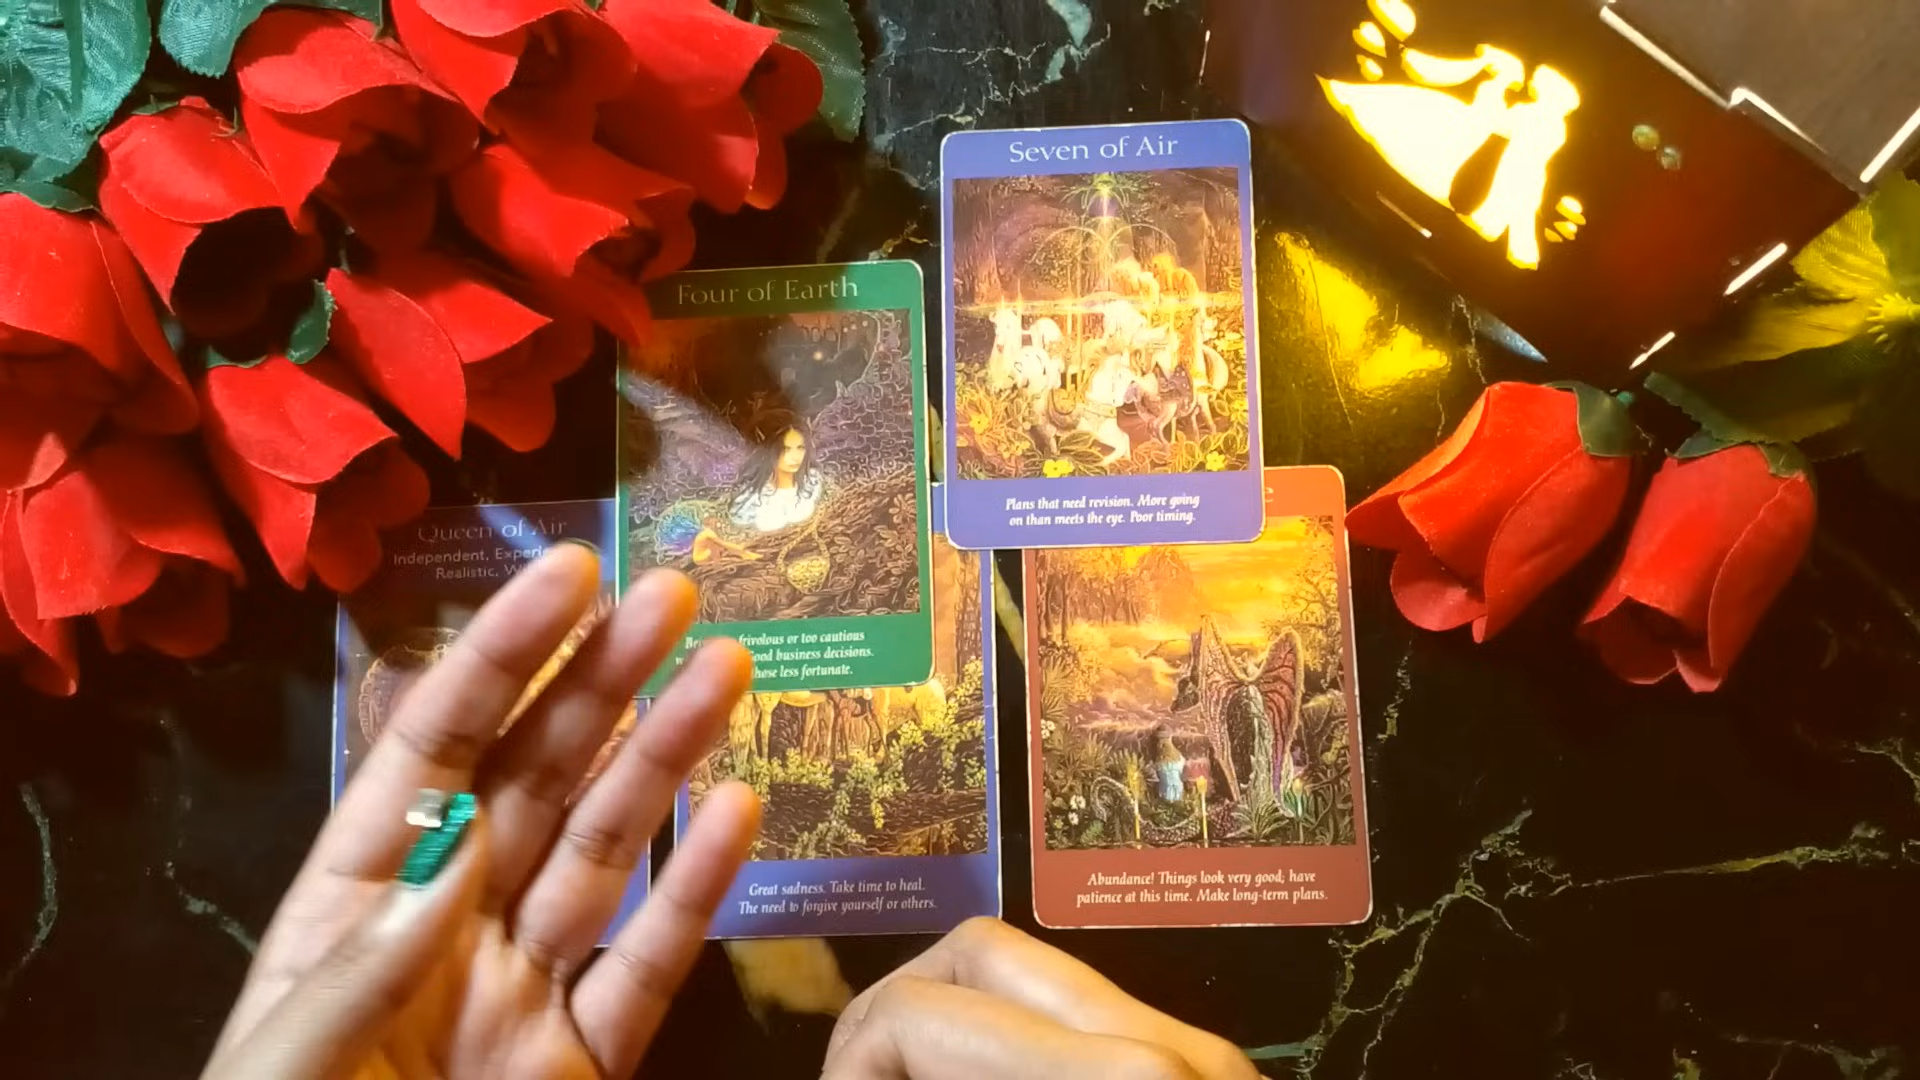 Seven of Air
Plans that need revision. More going
on than meets the eye. Poor timing.
Four of Earth
frivolous or too cautious
Good business decisions.
those less fortunate.
Queen of Air
Independent,
Realistic,
Great sadness. Take time to heal.
The need to forgive yourself or others.
Abundance! Things look very good; have
patience at this time. Make long-term plans.